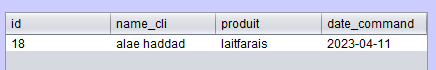 id name_cli produit date_command
18 alae haddad laitfarais 2023-04-11